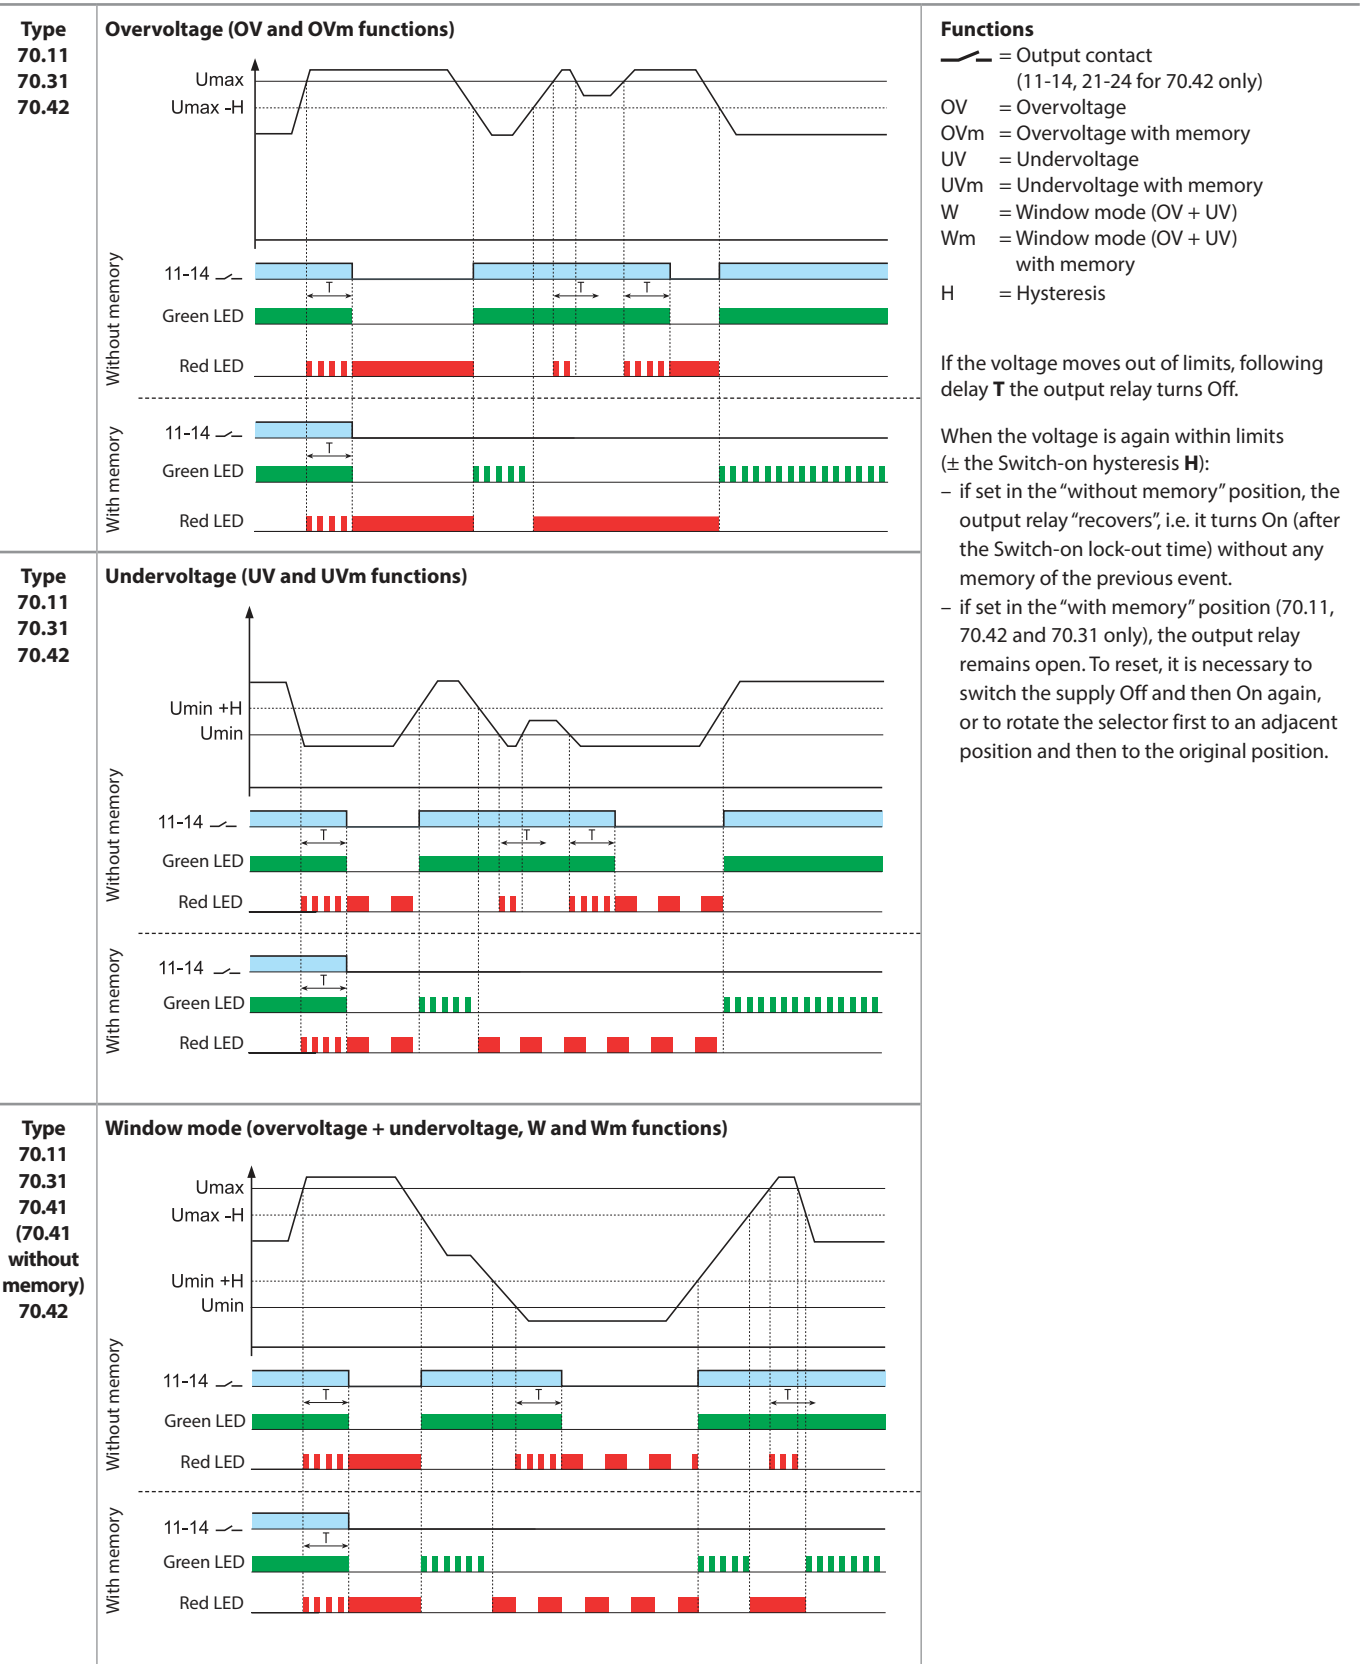 Type
70.11
70.31
70.42
Overvoltage (OV and OVm functions)
Umax
Umax -H
Without memory
11-14
T
T
T
Green LED
Red LED
With memory
11-14
T
Green LED
Red LED
Type
70.11
70.31
70.42
Undervoltage (UV and UVm functions)
Umin +H
Umin
Without memory
11-14
T
T
T
Green LED
Red LED
With memory
11-14
T
Green LED
Red LED
Type
70.11
70.31
70.41
(70.41
without
memory)
70.42
Window mode (overvoltage + undervoltage, W and Wm functions)
Umax
Umax -H
Umin +H
Umin
Without memory
11-14
T
T
T
Green LED
Red LED
With memory
11-14
T
Green LED
Red LED
Functions
= Output contact
(11-14, 21-24 for 70.42 only)
OV = Overvoltage
OVm = Overvoltage with memory
UV = Undervoltage
UVm = Undervoltage with memory
W = Window mode (OV + UV)
Wm = Window mode (OV + UV)
with memory
H = Hysteresis
If the voltage moves out of limits, following
delay T the output relay turns Off.
When the voltage is again within limits
(± the Switch-on hysteresis H):
– if set in the “without memory” position, the
output relay “recovers”, i.e. it turns On (after
the Switch-on lock-out time) without any
memory of the previous event.
– if set in the “with memory” position (70.11,
70.42 and 70.31 only), the output relay
remains open. To reset, it is necessary to
switch the supply Off and then On again,
or to rotate the selector first to an adjacent
position and then to the original position.